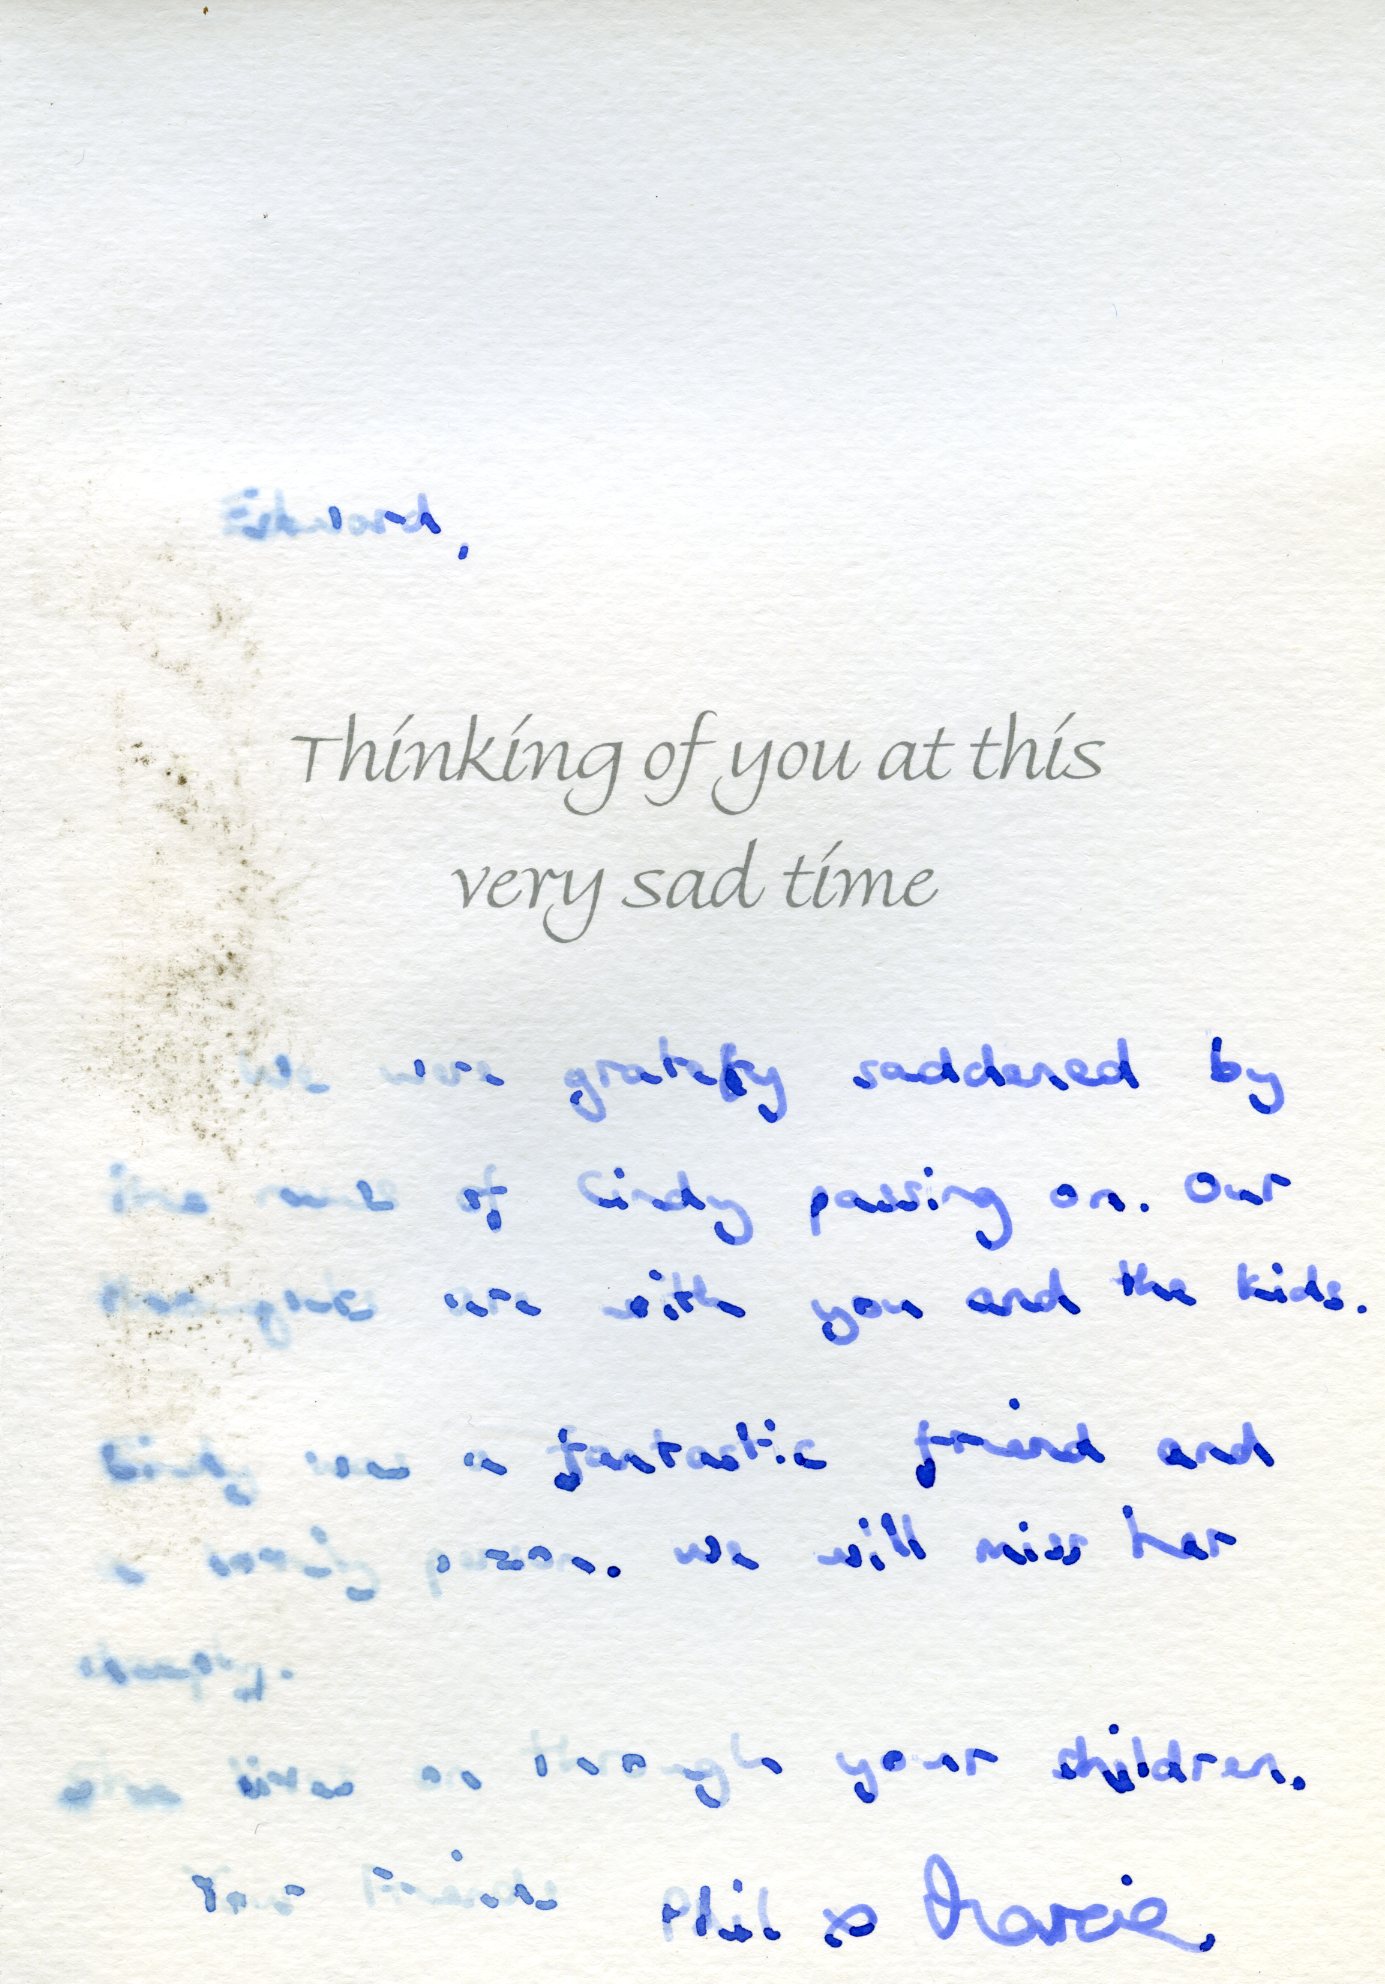 Edward,
Thinking of you at this
very sad time
We were gratefly saddened by
the news of Cindy passing on. Our
thoughts are with you and the kids.
Cindy was a fantastic friend and
a lovely person. We will miss her
deeply.
She lives on through your children.
Your Friends Phil & Marcie.